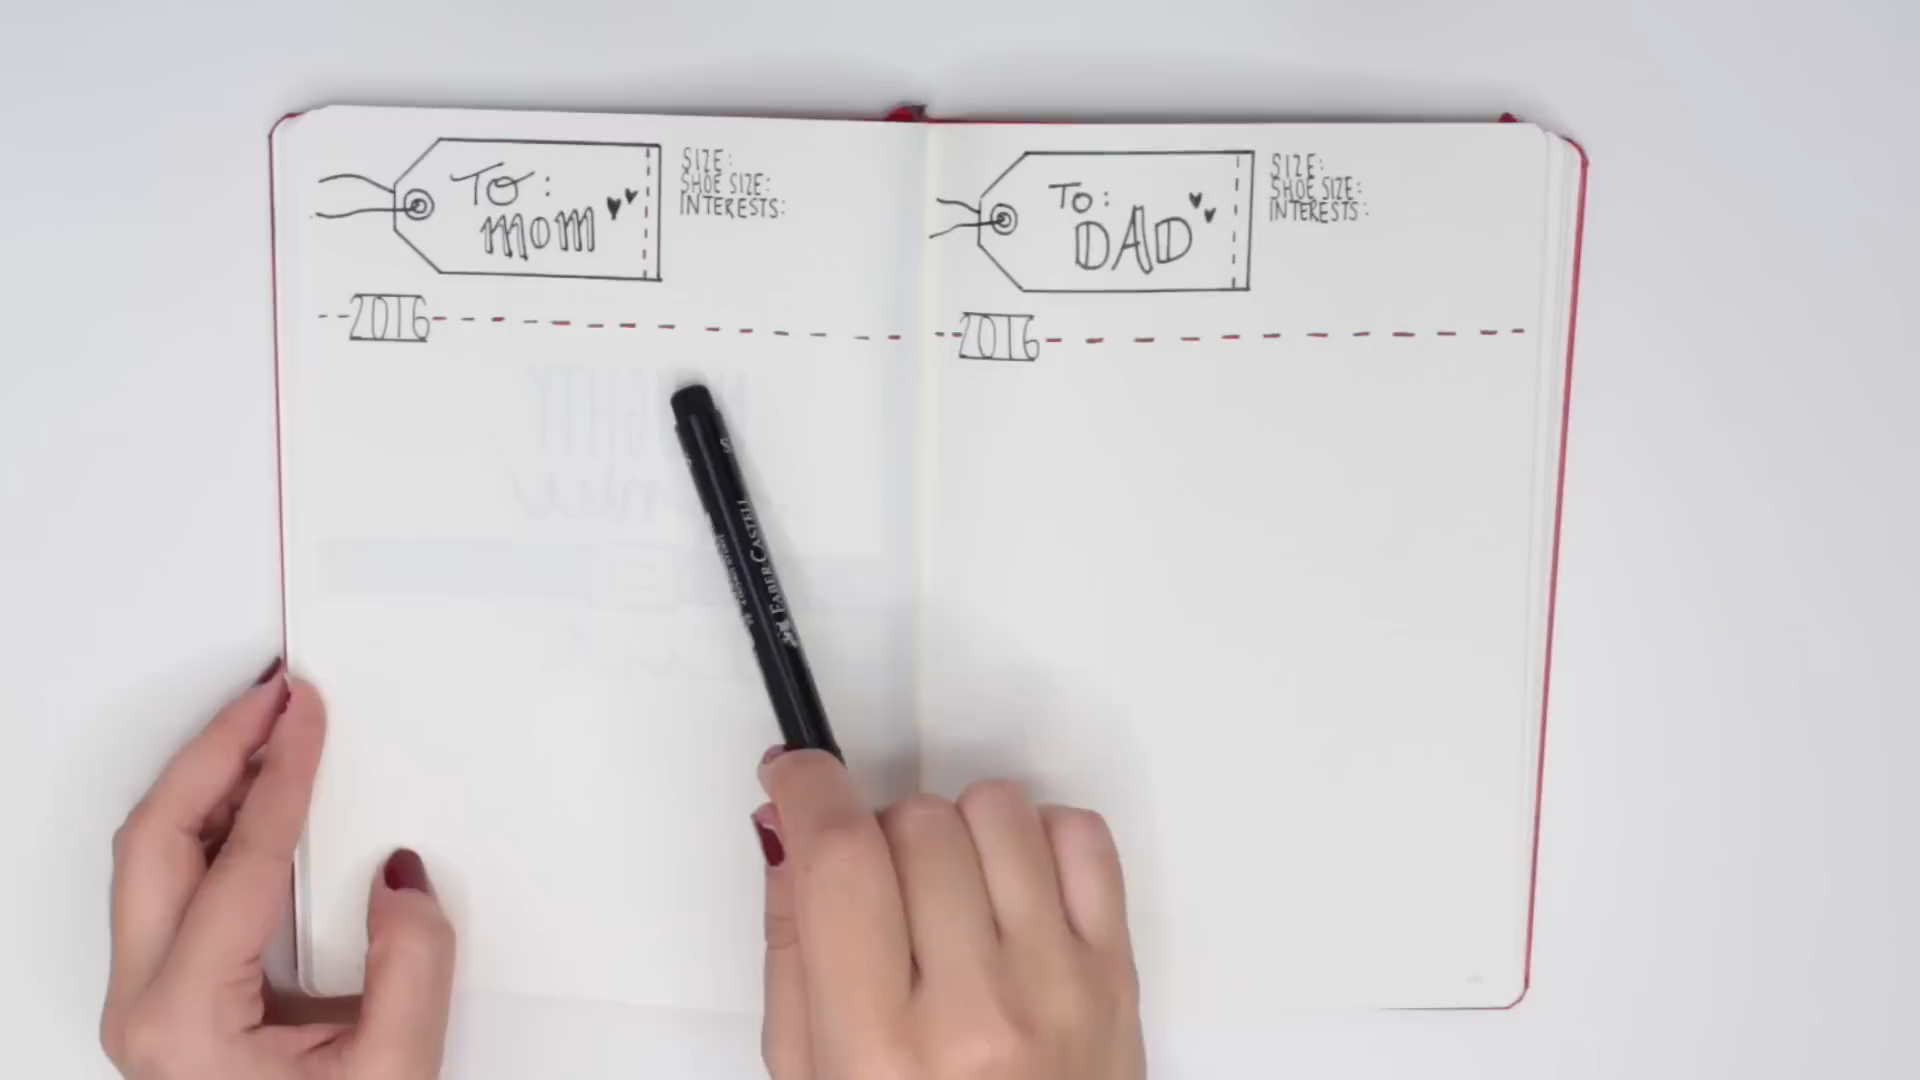 TO:
MOM
SIZE:
SHOE SIZE:
INTERESTS:
2016
TO:
DAD
SIZE:
SHOE SIZE:
INTERESTS:
2016
S
FABER-CASTELL